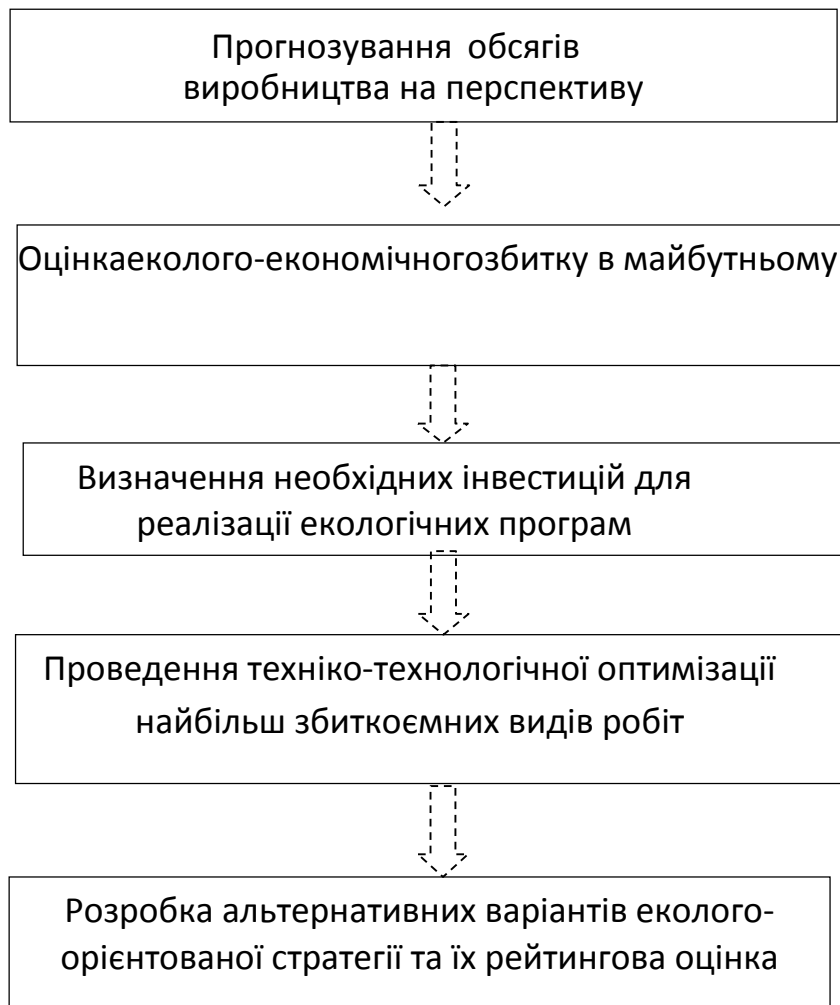 Прогнозування обсягів
виробництва на перспективу
Оцінкаеколого-економічногозбитку в майбутньому
Визначення необхідних інвестицій для
реалізації екологічних програм
Проведення техніко-технологічної оптимізації
найбільш збиткоємних видів робіт
Розробка альтернативних варіантів еколого-
орієнтованої стратегії та їх рейтингова оцінка